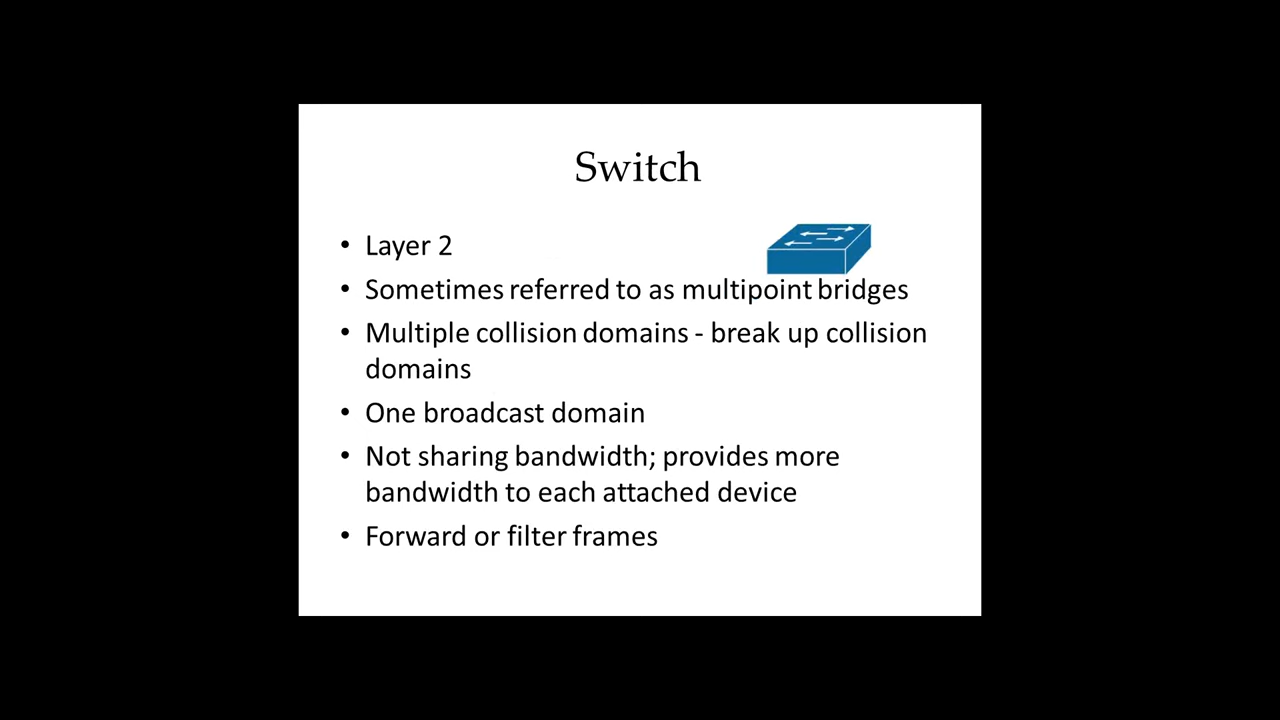 Switch
• Layer 2
• Sometimes referred to as multipoint bridges
• Multiple collision domains - break up collision
domains
• One broadcast domain
• Not sharing bandwidth; provides more
bandwidth to each attached device
• Forward or filter frames